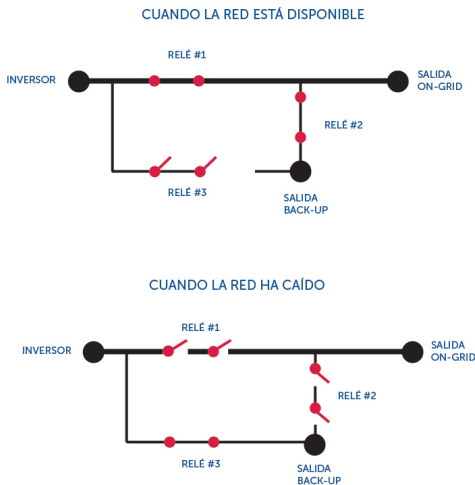 CUANDO LA RED ESTÁ DISPONIBLE
RELÉ #1
INVERSOR
SALIDA
ON-GRID
RELÉ #2
RELÉ #3
SALIDA
BACK-UP
CUANDO LA RED HA CAÍDO
RELÉ #1
INVERSOR
SALIDA
ON-GRID
RELÉ #2
RELÉ #3
SALIDA
BACK-UP